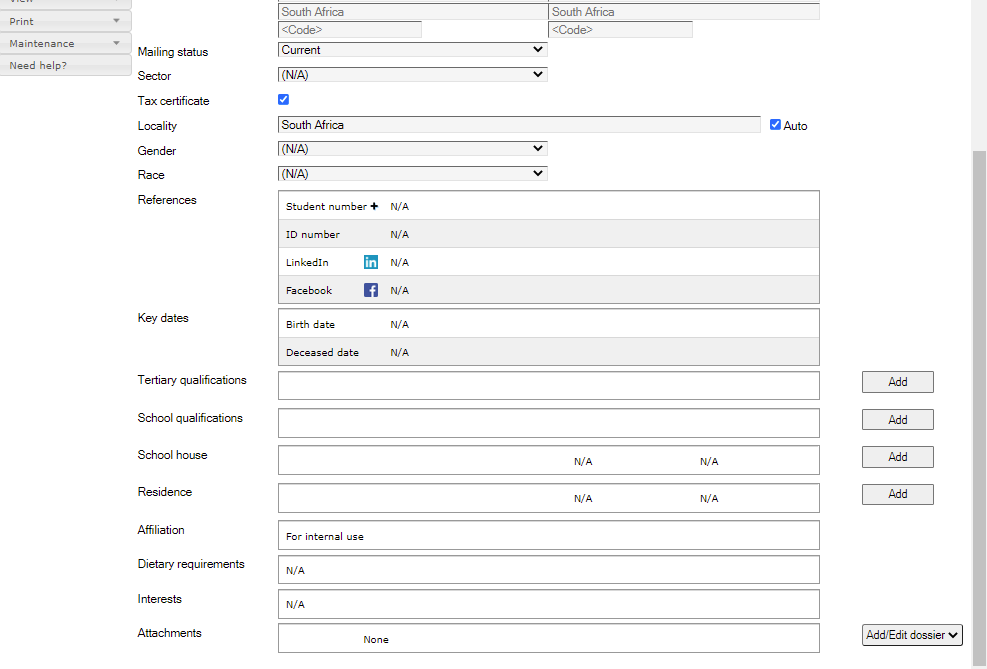 View
Print
Maintenance
Need help?
South Africa South Africa
<Code> <Code>
Mailing status Current
Sector (N/A)
Tax certificate
Locality South Africa Auto
Gender (N/A)
Race (N/A)
References Student number + N/A
ID number N/A
LinkedIn in N/A
Facebook f N/A
Key dates Birth date N/A
Deceased date N/A
Tertiary qualifications Add
School qualifications Add
School house N/A N/A Add
Residence N/A N/A Add
Affiliation For internal use
Dietary requirements N/A
Interests N/A
Attachments None Add/Edit dossier